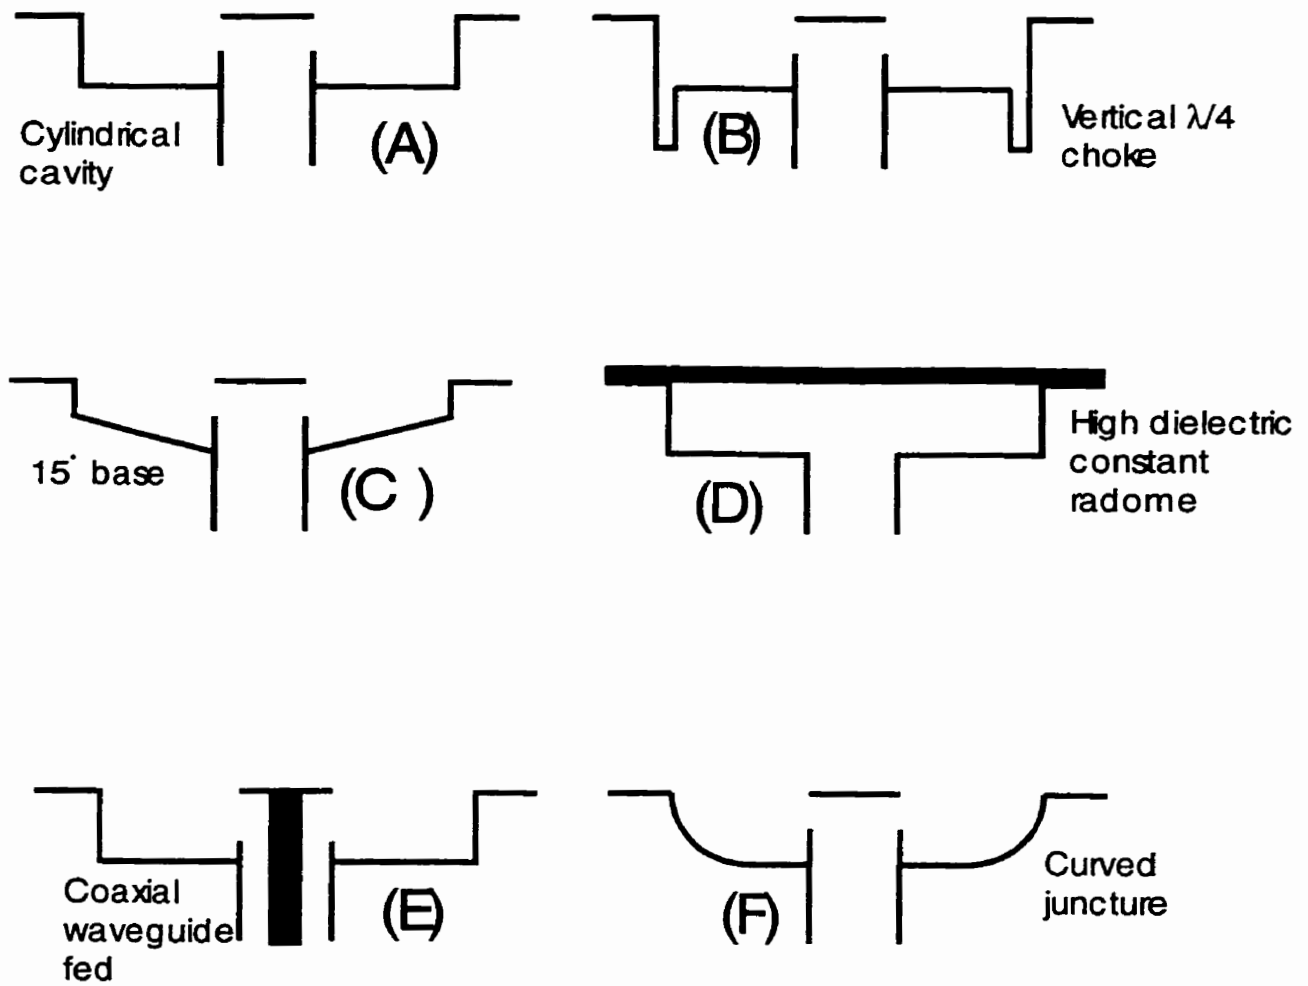 Cylindrical
cavity
(A)
(B)
Vertical λ/4
choke
15° base
(C )
(D)
High dielectric
constant
radome
Coaxial
waveguide
fed
(E)
(F)
Curved
juncture